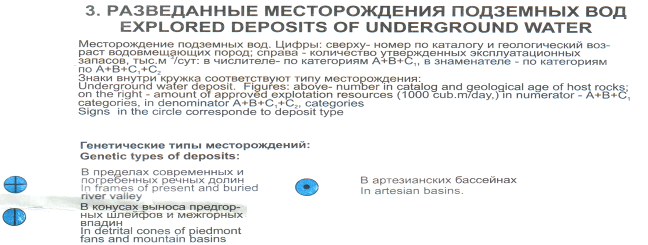 3. РАЗВЕДАННЫЕ МЕСТОРОЖДЕНИЯ ПОДЗЕМНЫХ ВОД
EXPLORED DEPOSITS OF UNDERGROUND WATER
Месторождение подземных вод. Цифры: сверху- номер по каталогу и геологический воз-
раст водовмещающих пород; справа - количество утвержденных эксплуатационных
запасов, тыс.м³/сут: в числителе- по категориям A+B+C₁, в знаменателе - по категориям
по A+B+C₁+C₂
Знаки внутри кружка соответствуют типу месторождения:
Underground water deposit. Figures: above- number in catalog and geological age of host rocks;
on the right - amount of approved explotation resources (1000 cub.m/day,) in numerator - A+B+C₁
categories, in denominator A+B+C₁+C₂, categories
Signs in the circle corresponde to deposit type
Генетические типы месторождений:
Genetic types of deposits:
В пределах современных и
погребенных речных долин
In frames of present and buried
river valley
В конусах выноса предгор-
ных шлейфов и межгорных
впадин
In detrital cones of piedmont
fans and mountain basins
В артезианских бассейнах
In artesian basins.